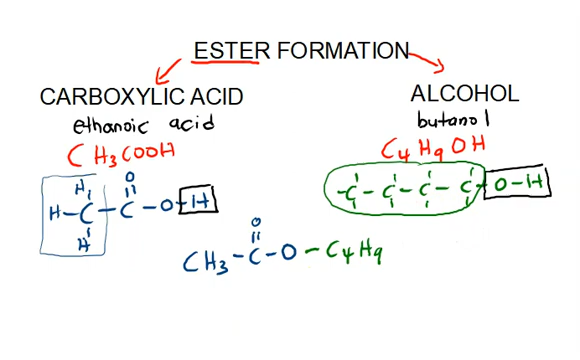 ESTER FORMATION
CARBOXYLIC ACID
ethanoic acid
CH3COOH
H
O
H-C-C-O-H
H
ALCOHOL
butanol
C4H9OH
-C-C-C-C-O-H
O
CH3-C-O-C4H9